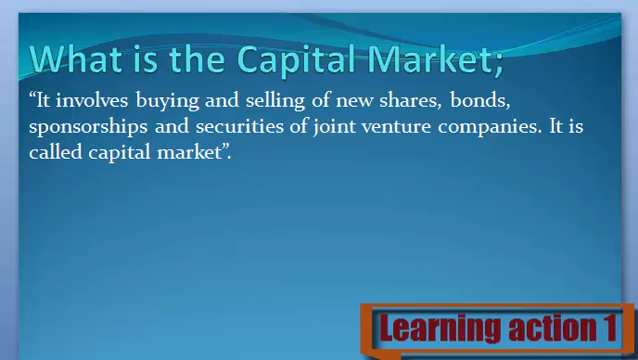 What is the Capital Market;
“It involves buying and selling of new shares, bonds,
sponsorships and securities of joint venture companies. It is
called capital market”.
Learning action 1